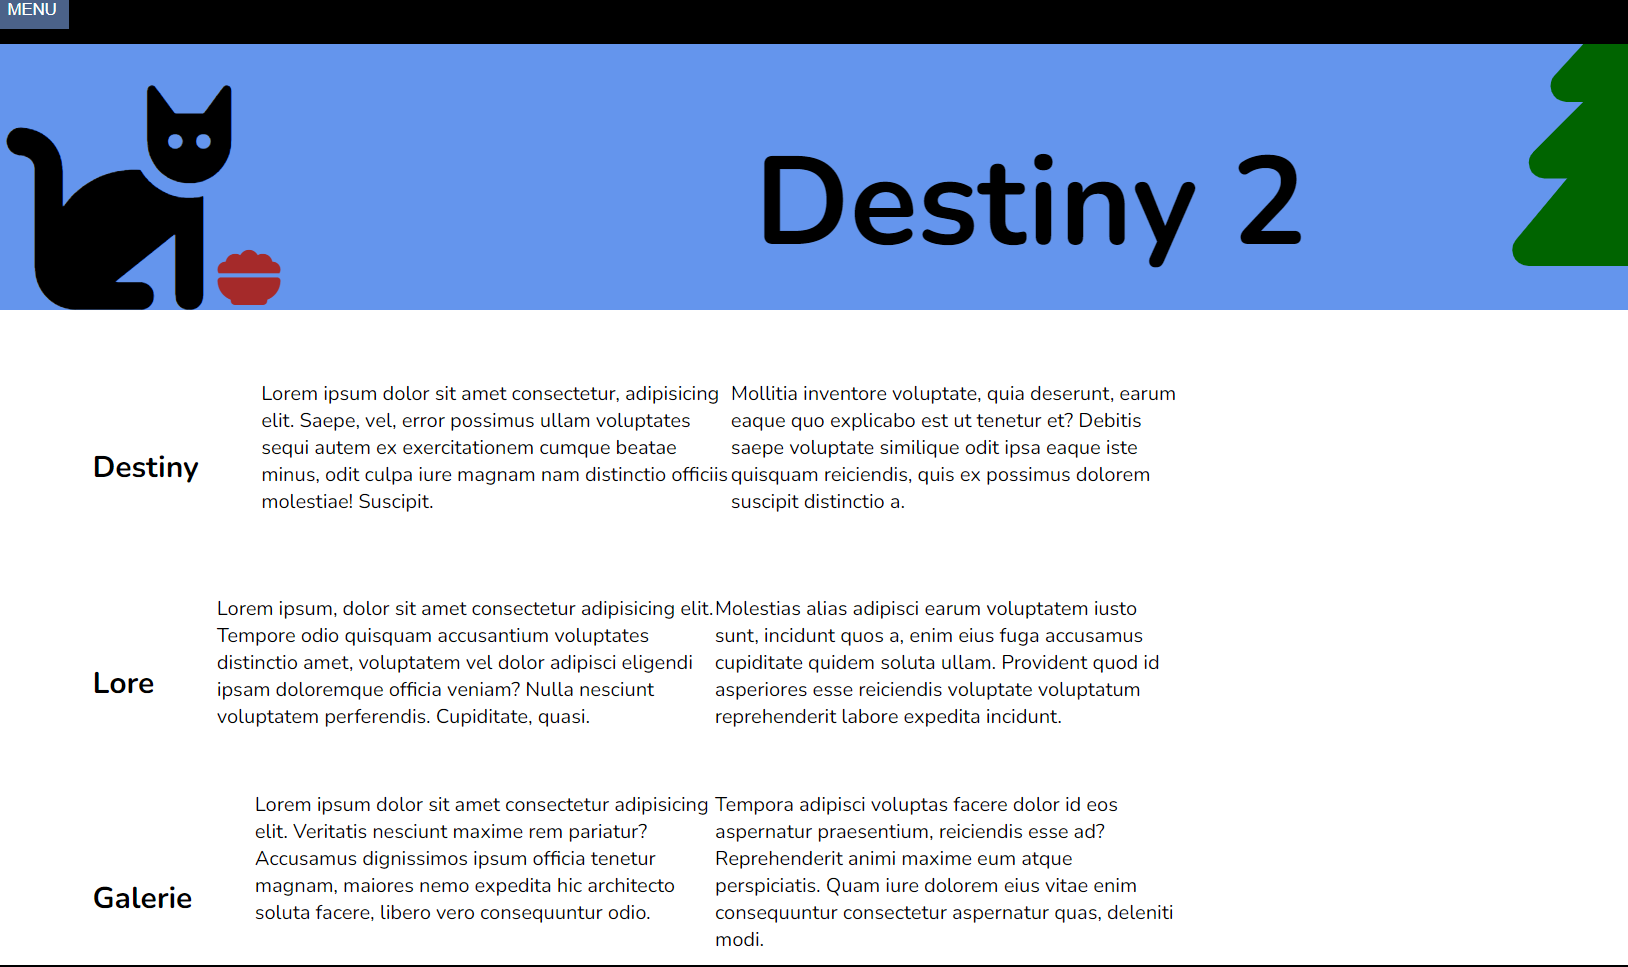 MENU
Destiny 2
Destiny
Lorem ipsum dolor sit amet consectetur, adipisicing
elit. Saepe, vel, error possimus ullam voluptates
sequi autem ex exercitationem cumque beatae
minus, odit culpa iure magnam nam distinctio officiis
molestiae! Suscipit.
Mollitia inventore voluptate, quia deserunt, earum
eaque quo explicabo est ut tenetur et? Debitis
saepe voluptate similique odit ipsa eaque iste
quisquam reiciendis, quis ex possimus dolorem
suscipit distinctio a.
Lore
Lorem ipsum, dolor sit amet consectetur adipisicing elit.
Tempore odio quisquam accusantium voluptates
distinctio amet, voluptatem vel dolor adipisci eligendi
ipsam doloremque officia veniam? Nulla nesciunt
voluptatem perferendis. Cupiditate, quasi.
Molestias alias adipisci earum voluptatem iusto
sunt, incidunt quos a, enim eius fuga accusamus
cupiditate quidem soluta ullam. Provident quod id
asperiores esse reiciendis voluptate voluptatum
reprehenderit labore expedita incidunt.
Galerie
Lorem ipsum dolor sit amet consectetur adipisicing
elit. Veritatis nesciunt maxime rem pariatur?
Accusamus dignissimos ipsum officia tenetur
magnam, maiores nemo expedita hic architecto
soluta facere, libero vero consequuntur odio.
Tempora adipisci voluptas facere dolor id eos
aspernatur praesentium, reiciendis esse ad?
Reprehenderit animi maxime eum atque
perspiciatis. Quam iure dolorem eius vitae enim
consequuntur consectetur aspernatur quas, deleniti
modi.